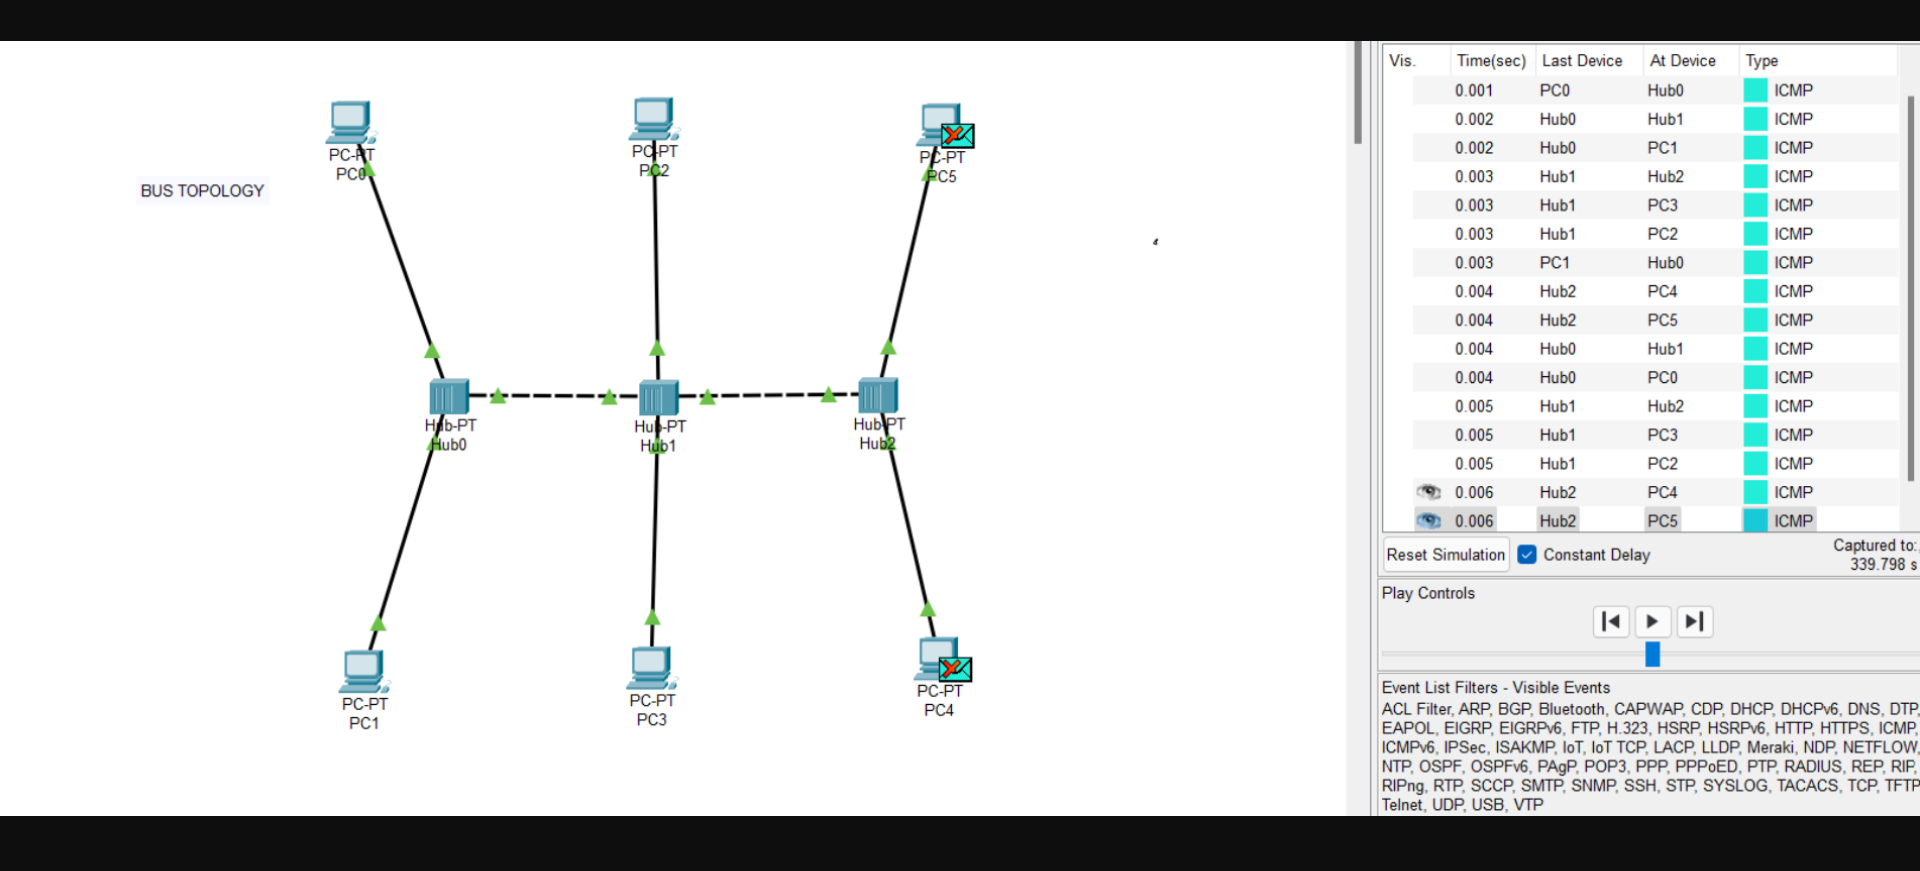 PC-PT
PC0
PC-PT
PC2
PC-PT
PC5
BUS TOPOLOGY
Hub-PT
Hub0
Hub-PT
Hub1
Hub-PT
Hub2
PC-PT
PC1
PC-PT
PC3
PC-PT
PC4
Vis. Time(sec) Last Device At Device Type
0.001 PC0 Hub0 ICMP
0.002 Hub0 Hub1 ICMP
0.002 Hub0 PC1 ICMP
0.003 Hub1 Hub2 ICMP
0.003 Hub1 PC3 ICMP
0.003 Hub1 PC2 ICMP
0.003 PC1 Hub0 ICMP
0.004 Hub2 PC4 ICMP
0.004 Hub2 PC5 ICMP
0.004 Hub0 Hub1 ICMP
0.004 Hub0 PC0 ICMP
0.005 Hub1 Hub2 ICMP
0.005 Hub1 PC3 ICMP
0.005 Hub1 PC2 ICMP
0.006 Hub2 PC4 ICMP
0.006 Hub2 PC5 ICMP
Reset Simulation Constant Delay Captured to:
339.798 s
Play Controls
Event List Filters - Visible Events
ACL Filter, ARP, BGP, Bluetooth, CAPWAP, CDP, DHCP, DHCPv6, DNS, DTP,
EAPOL, EIGRP, EIGRPv6, FTP, H.323, HSRP, HSRPv6, HTTP, HTTPS, ICMP,
ICMPv6, IPSec, ISAKMP, IoT, IoT TCP, LACP, LLDP, Meraki, NDP, NETFLOW,
NTP, OSPF, OSPFv6, PAgP, POP3, PPP, PPPoED, PTP, RADIUS, REP, RIP,
RIPng, RTP, SCCP, SMTP, SNMP, SSH, STP, SYSLOG, TACACS, TCP, TFTP
Telnet, UDP, USB, VTP